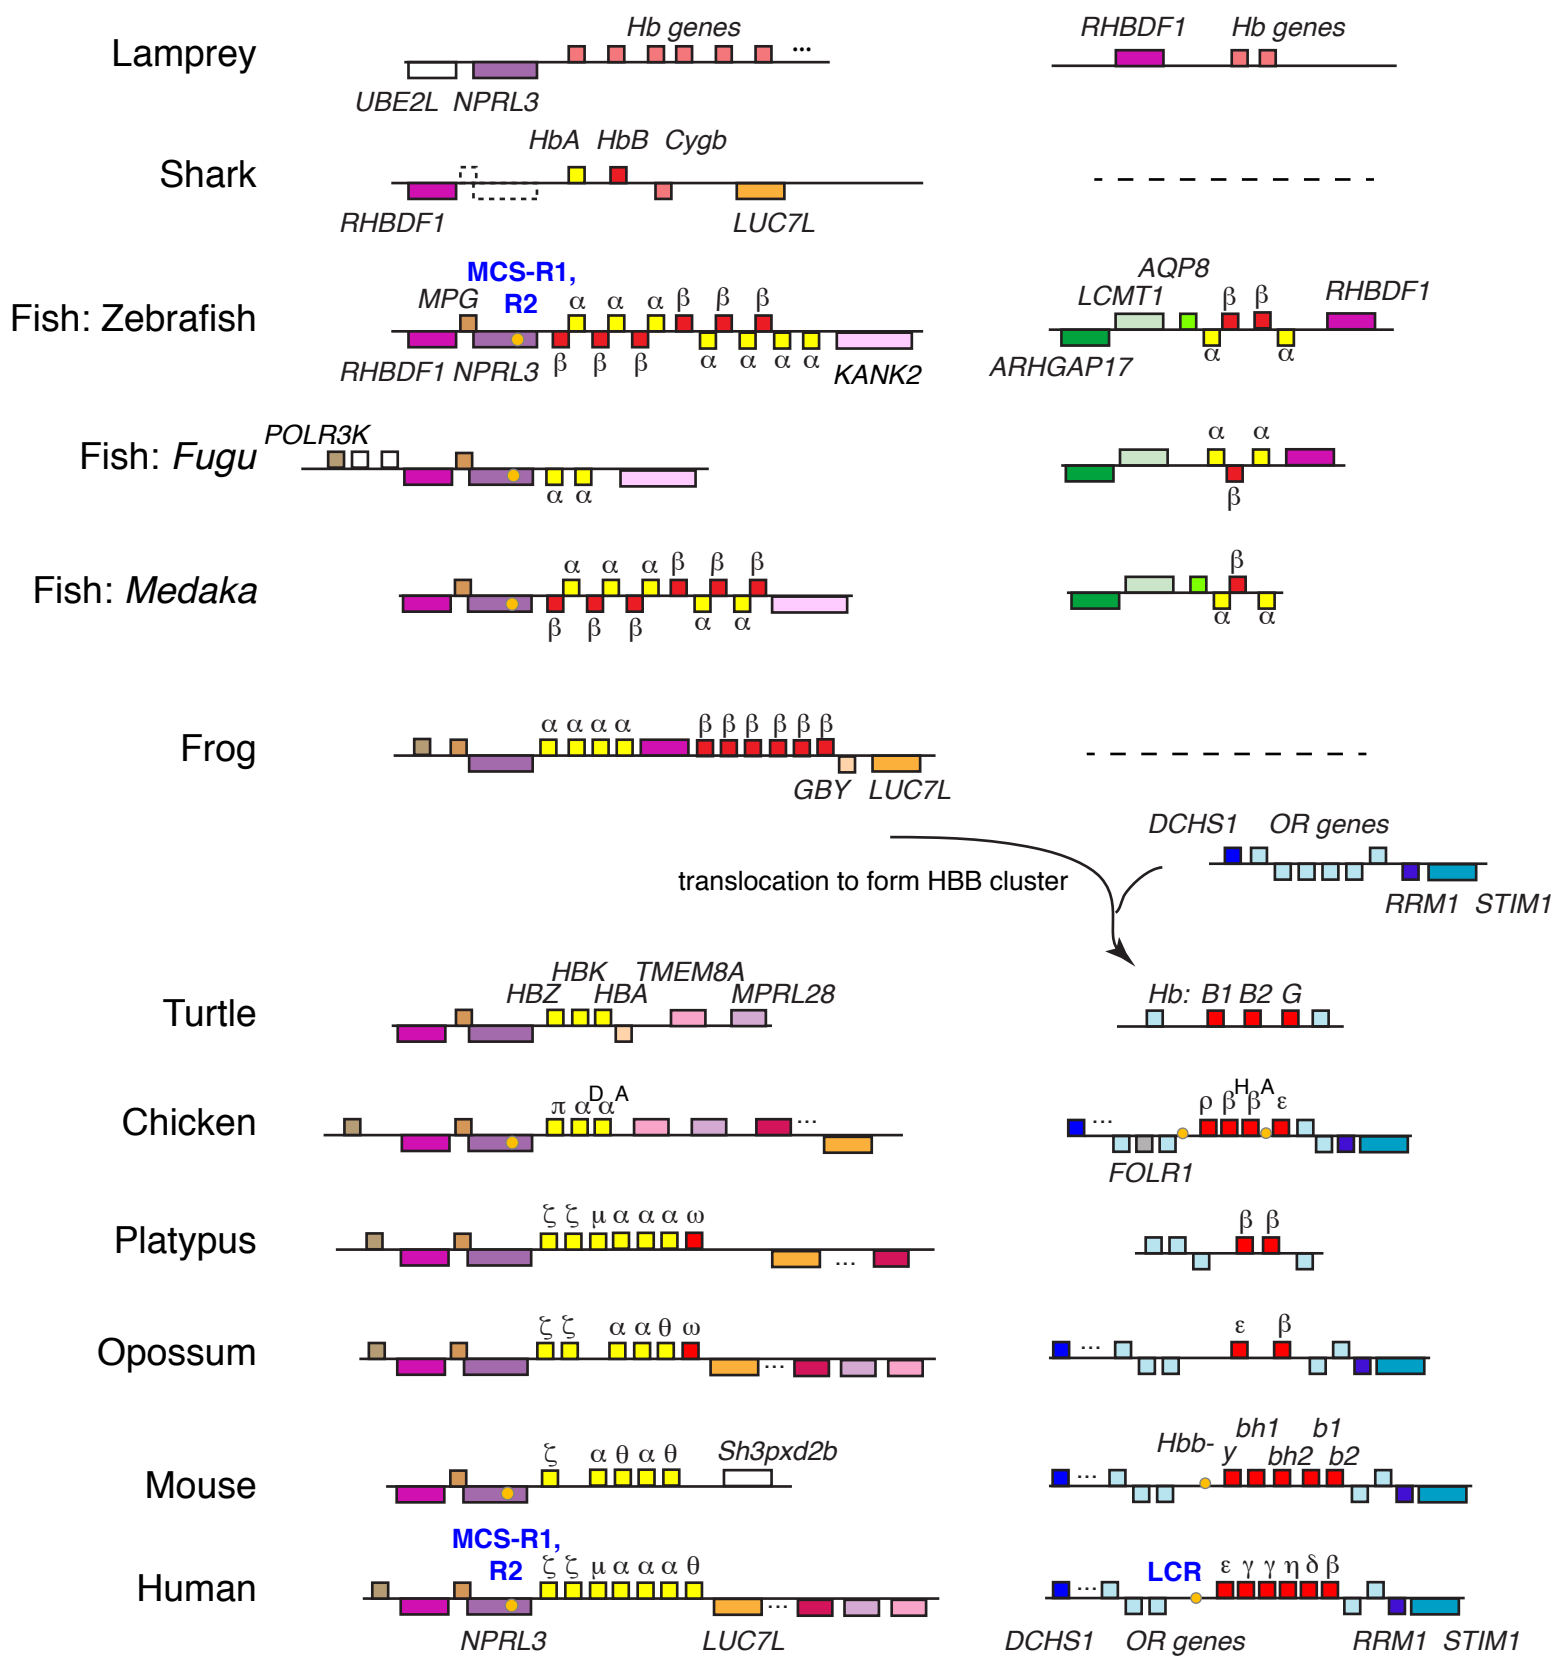 Hb genes
RHBDF1 Hb genes
Lamprey
...
UBE2L NPRL3
HbA HbB Cygb
Shark
RHBDF1 LUC7L
MCS-R1,
AQP8
MPG R2 α α α β β β
LCMT1 β β RHBDF1
Fish: Zebrafish
RHBDF1 NPRL3 β β β α α α α KANK2
ARHGAP17 α α
POLR3K
α α
Fish: Fugu
α α
β
α α α β β β
β
Fish: Medaka
β β β α α
α α
α α α α β β β β β β
Frog
GBY LUC7L
DCHS1 OR genes
translocation to form HBB cluster
RRM1 STIM1
HBK TMEM8A
HBZ HBA MPRL28
Hb: B1 B2 G
Turtle
π α D α A
ρ β H β A ε
Chicken
...
...
FOLR1
ζ ζ μ α α α ω
β β
Platypus
...
ζ ζ α α θ ω
ε β
Opossum
...
...
ζ α θ α θ Sh3pxd2b
bh1 b1
Hbb- y bh2 b2
Mouse
...
MCS-R1,
R2 ζ ζ μ α α α θ
LCR ε γ γ η δ β
Human
...
...
NPRL3 LUC7L
DCHS1 OR genes RRM1 STIM1